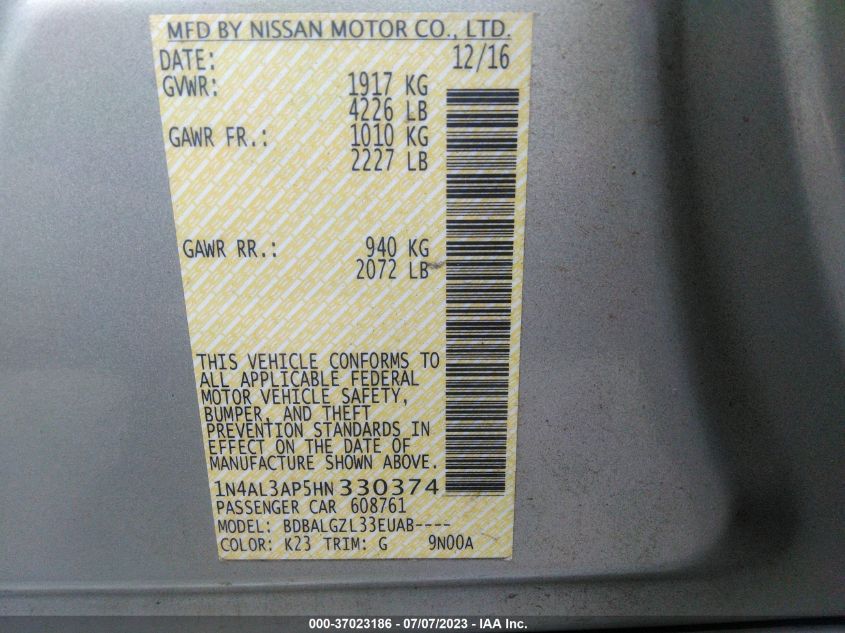 MFD BY NISSAN MOTOR CO., LTD.
DATE: 12/16
GVWR: 1917 KG
4226 LB
GAWR FR.: 1010 KG
2227 LB
GAWR RR.: 940 KG
2072 LB
THIS VEHICLE CONFORMS TO
ALL APPLICABLE FEDERAL
MOTOR VEHICLE SAFETY,
BUMPER, AND THEFT
PREVENTION STANDARDS IN
EFFECT ON THE DATE OF
MANUFACTURE SHOWN ABOVE.
1N4AL3AP5HN330374
PASSENGER CAR 608761
MODEL: BDBALGZL33EUAB----
COLOR: K23 TRIM: G 9N00A
000-37023186 - 07/07/2023 - IAA Inc.